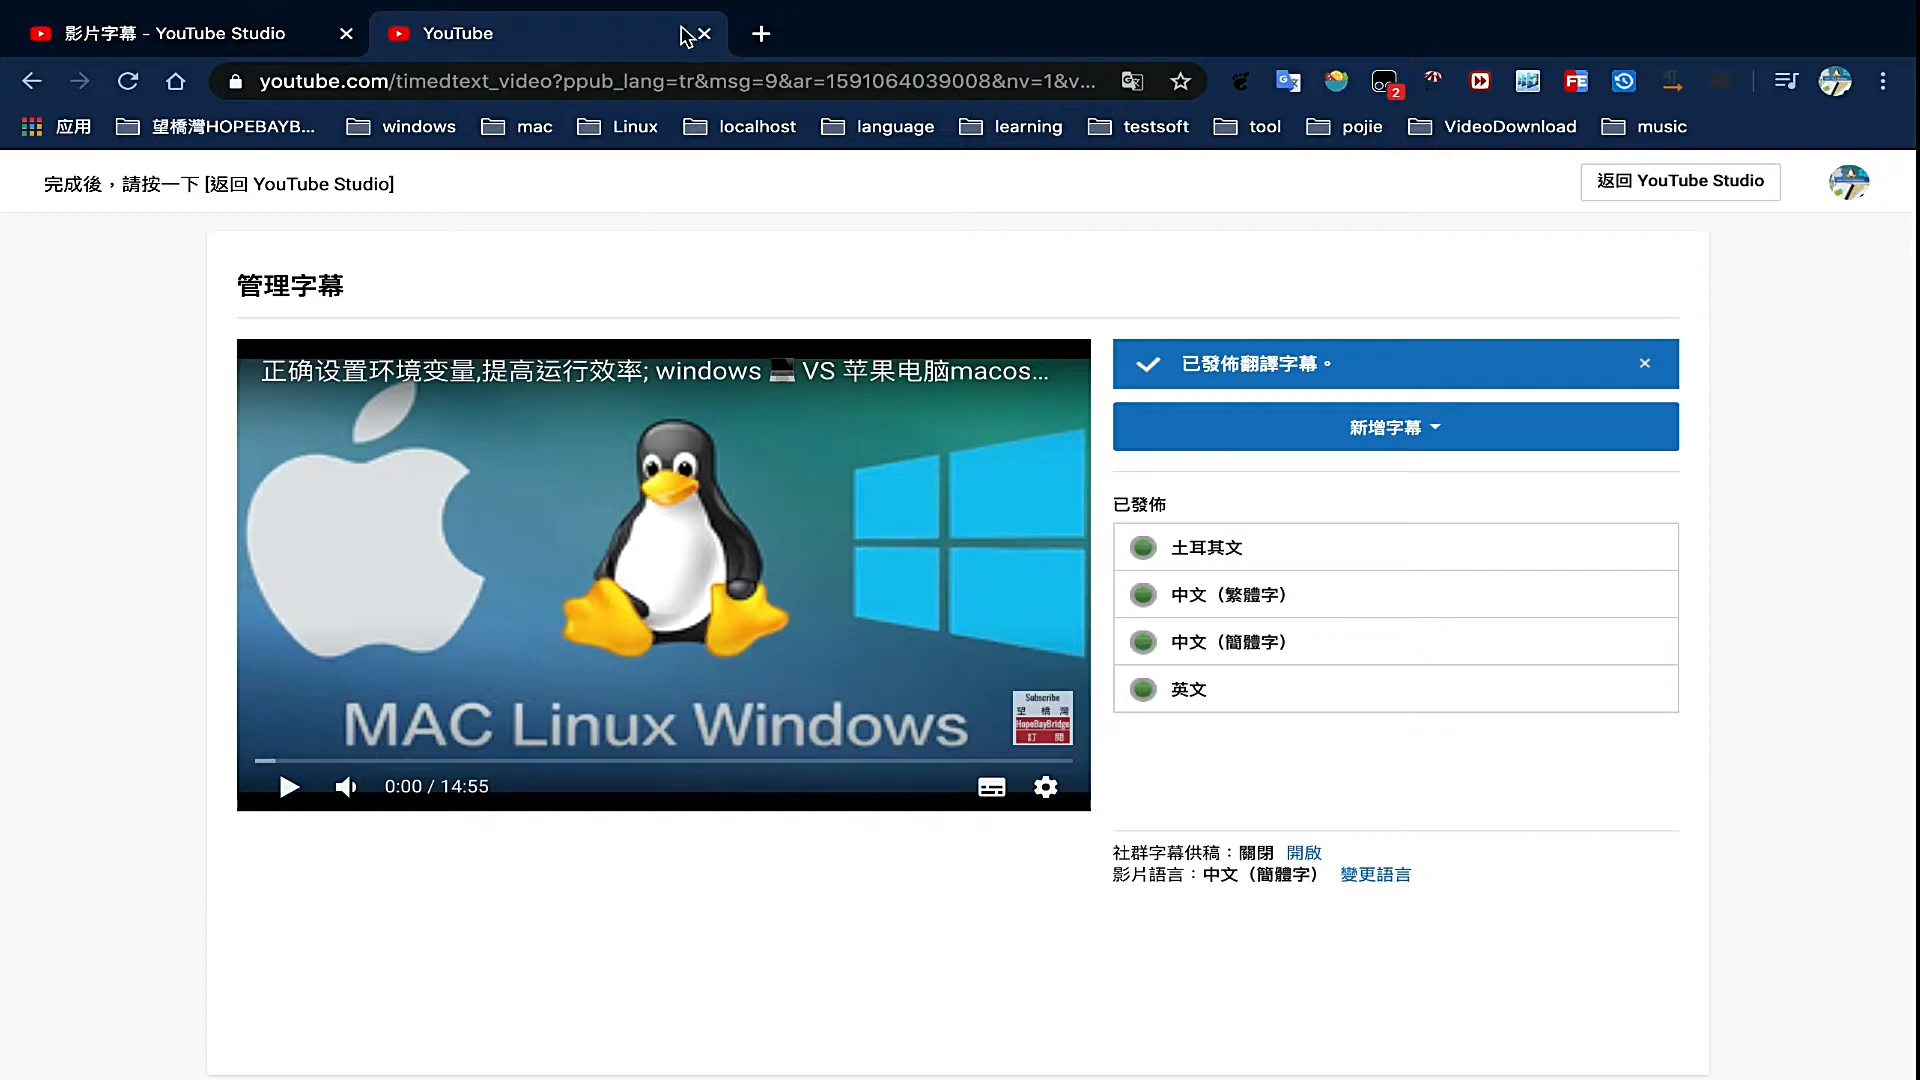 影片字幕 - YouTube Studio
YouTube
youtube.com/timedtext_video?ppub_lang=tr&msg=9&ar=1591064039008&nv=1&v...
2
应用
望橋灣HOPEBAYB...
windows
mac
Linux
localhost
language
learning
testsoft
tool
pojie
VideoDownload
music
完成後，請按一下 [返回 YouTube Studio]
返回 YouTube Studio
管理字幕
正确设置环境变量,提高运行效率; windows 💻 VS 苹果电脑macos...
MAC Linux Windows
Subscribe
望 橋 灣
HopeBayBridge
訂 閱
0:00 / 14:55
已發佈翻譯字幕。
新增字幕
已發佈
土耳其文
中文（繁體字）
中文（簡體字）
英文
社群字幕供稿：關閉 開啟
影片語言：中文（簡體字） 變更語言